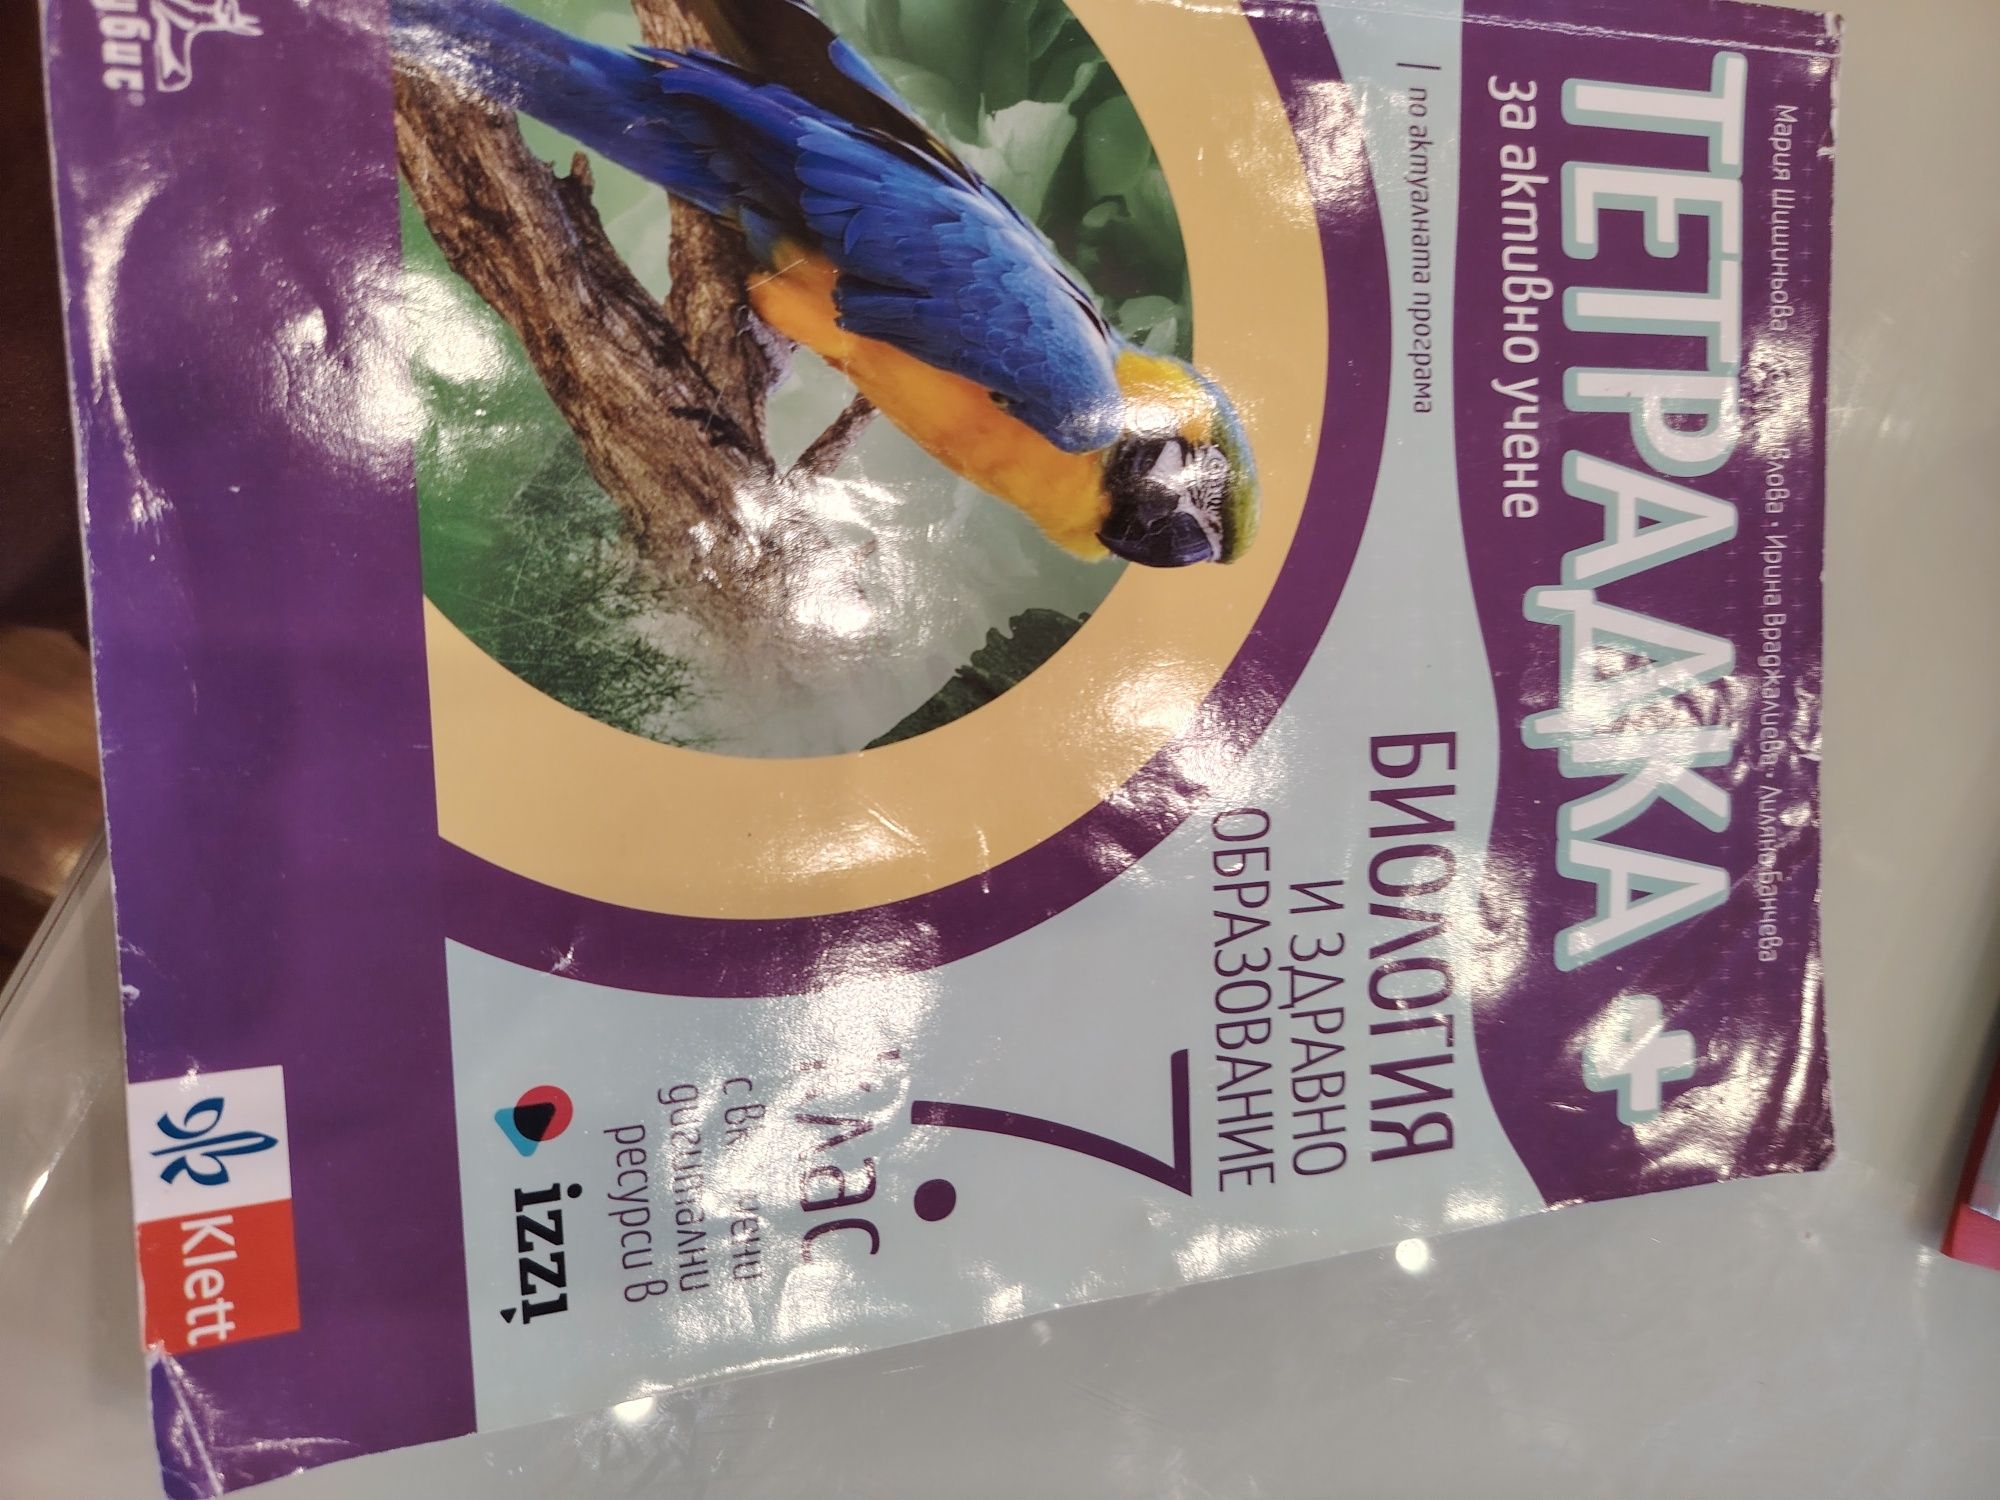 Мария Шишиньова • Ирина Враджалиева • Лиляна Банчева
ТЕТРАДКА +
за активно учене
по актуалната програма
БИОЛОГИЯ
И ЗДРАВНО
ОБРАЗОВАНИЕ
7.
клас
с включени
дигитални
ресурси в
izzi
Klett